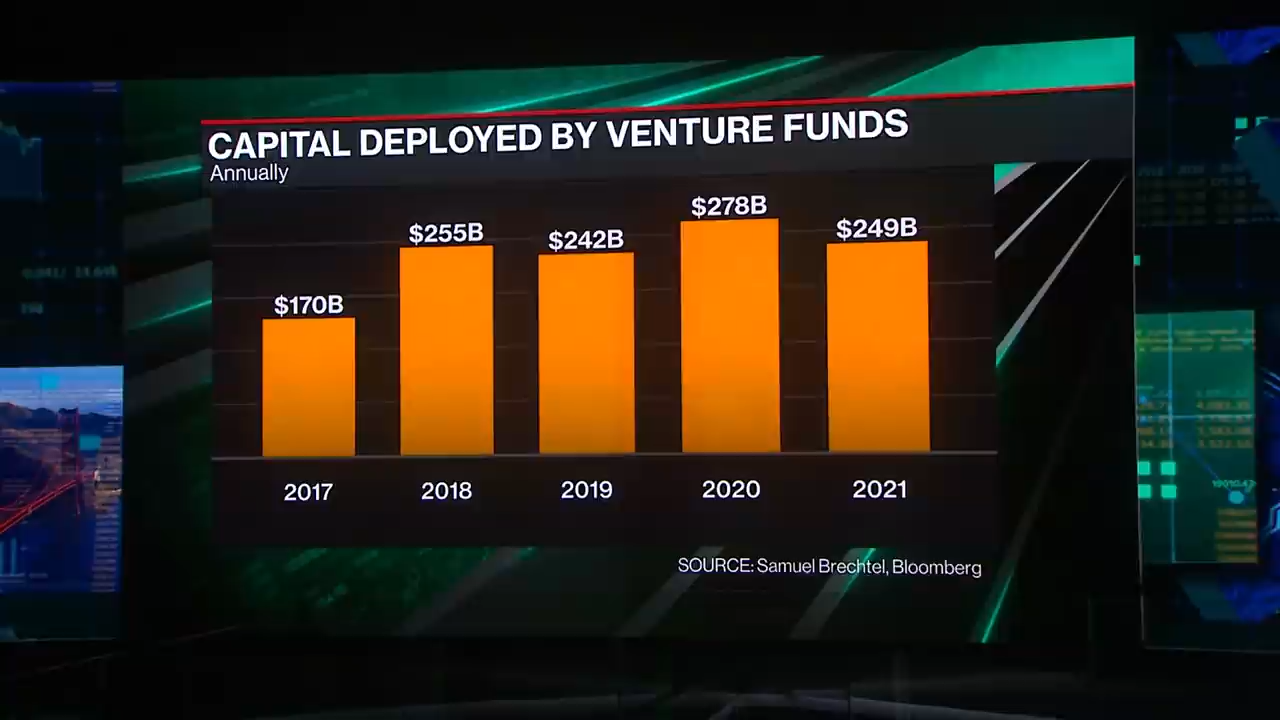 CAPITAL DEPLOYED BY VENTURE FUNDS
Annually
$170B
$255B
$242B
$278B
$249B
2017
2018
2019
2020
2021
SOURCE: Samuel Brechtel, Bloomberg